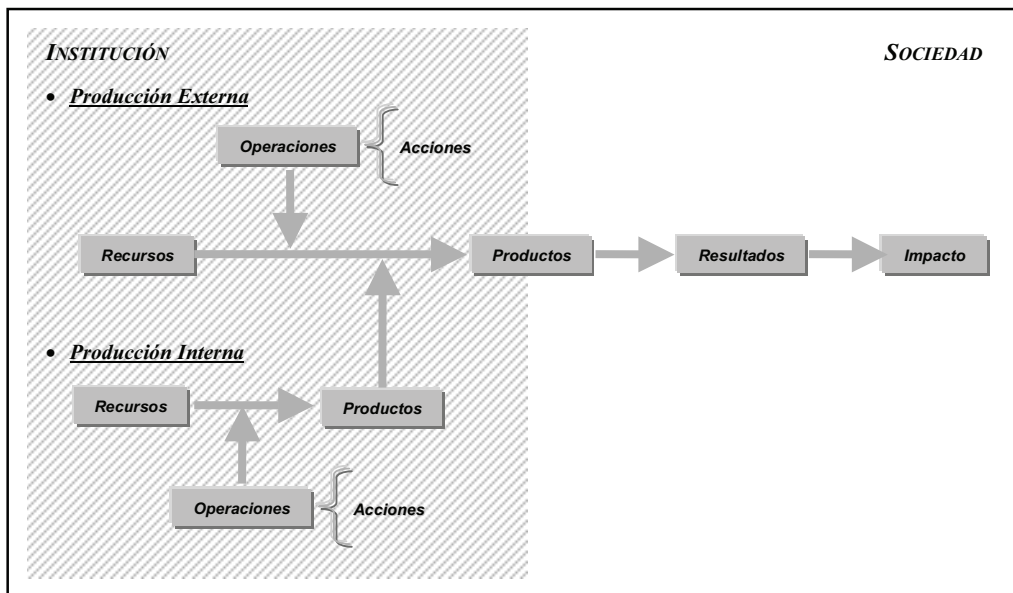 INSTITUCIÓN
SOCIEDAD
• Producción Externa
Operaciones
Acciones
Recursos
Productos
Resultados
Impacto
• Producción Interna
Recursos
Productos
Operaciones
Acciones